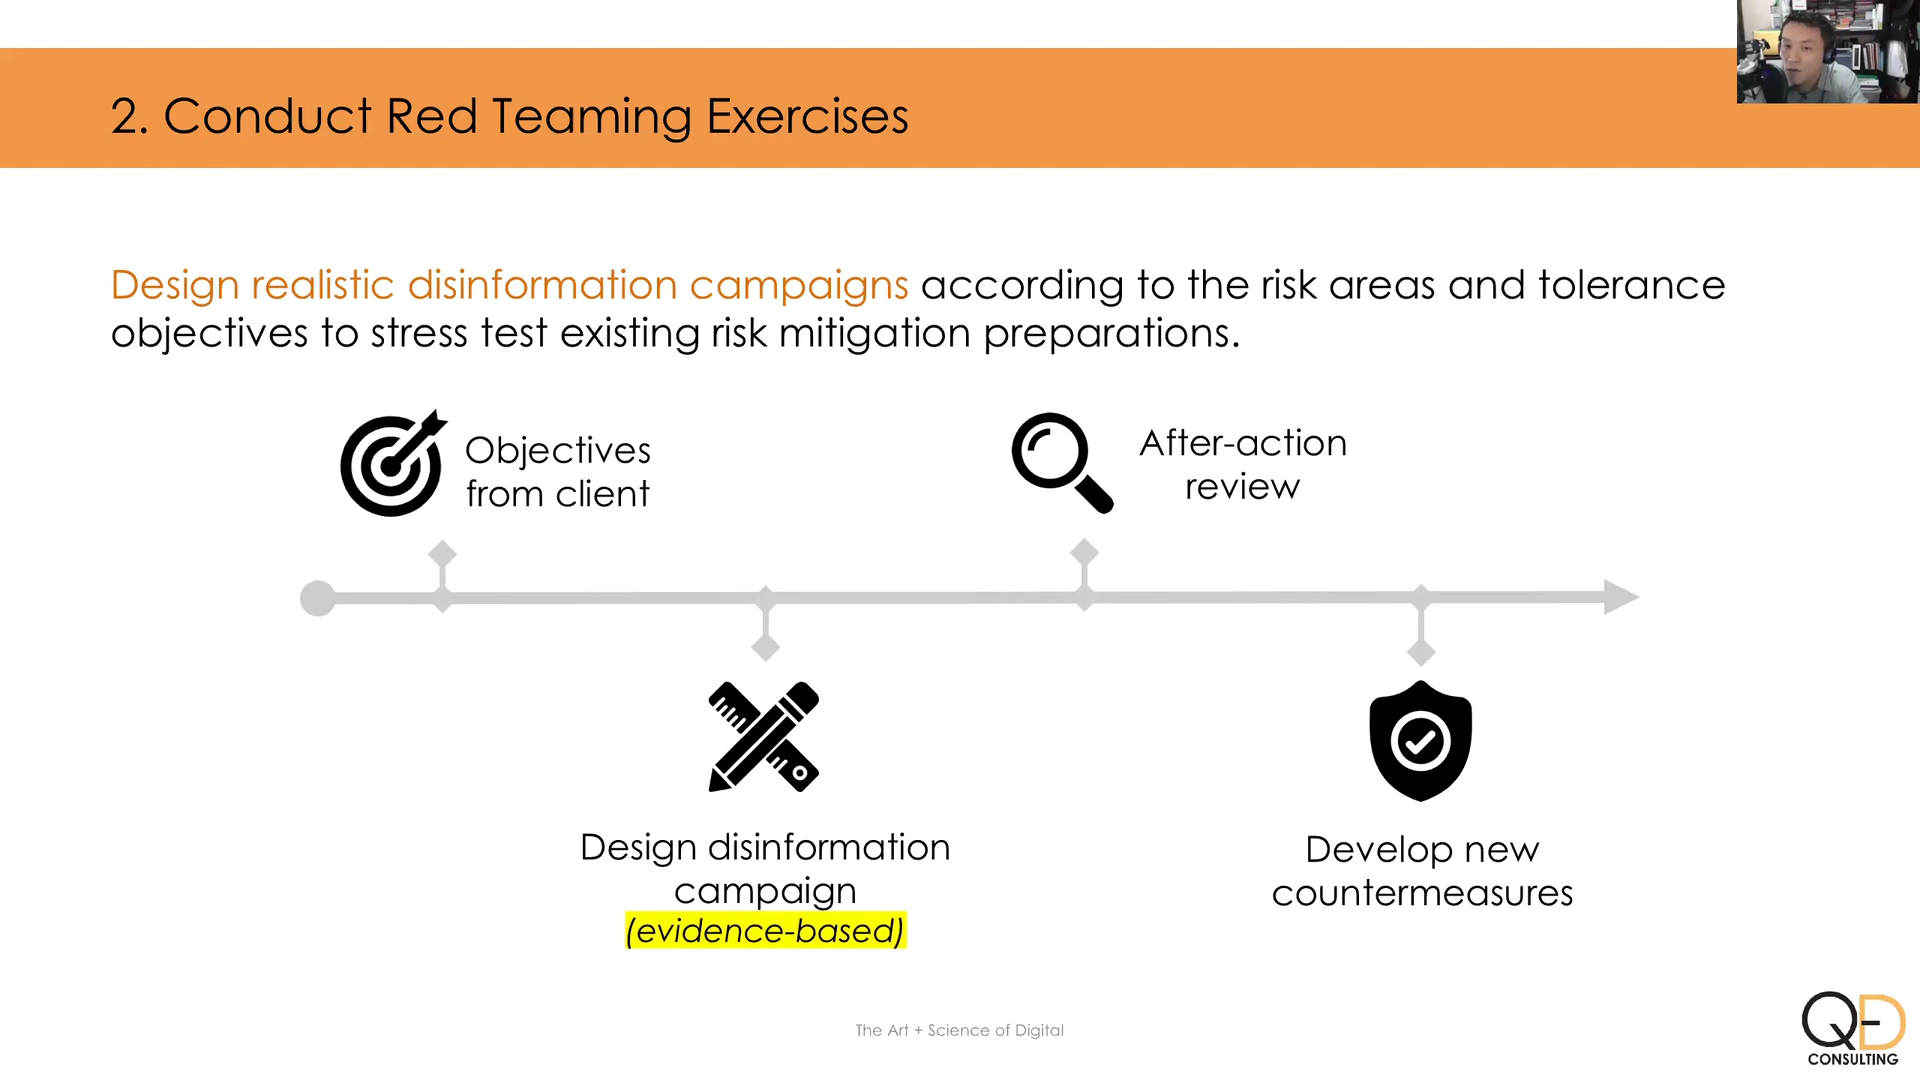 2. Conduct Red Teaming Exercises
Design realistic disinformation campaigns according to the risk areas and tolerance
objectives to stress test existing risk mitigation preparations.
Objectives
from client
After-action
review
Design disinformation
campaign
(evidence-based)
Develop new
countermeasures
The Art + Science of Digital
QED
CONSULTING